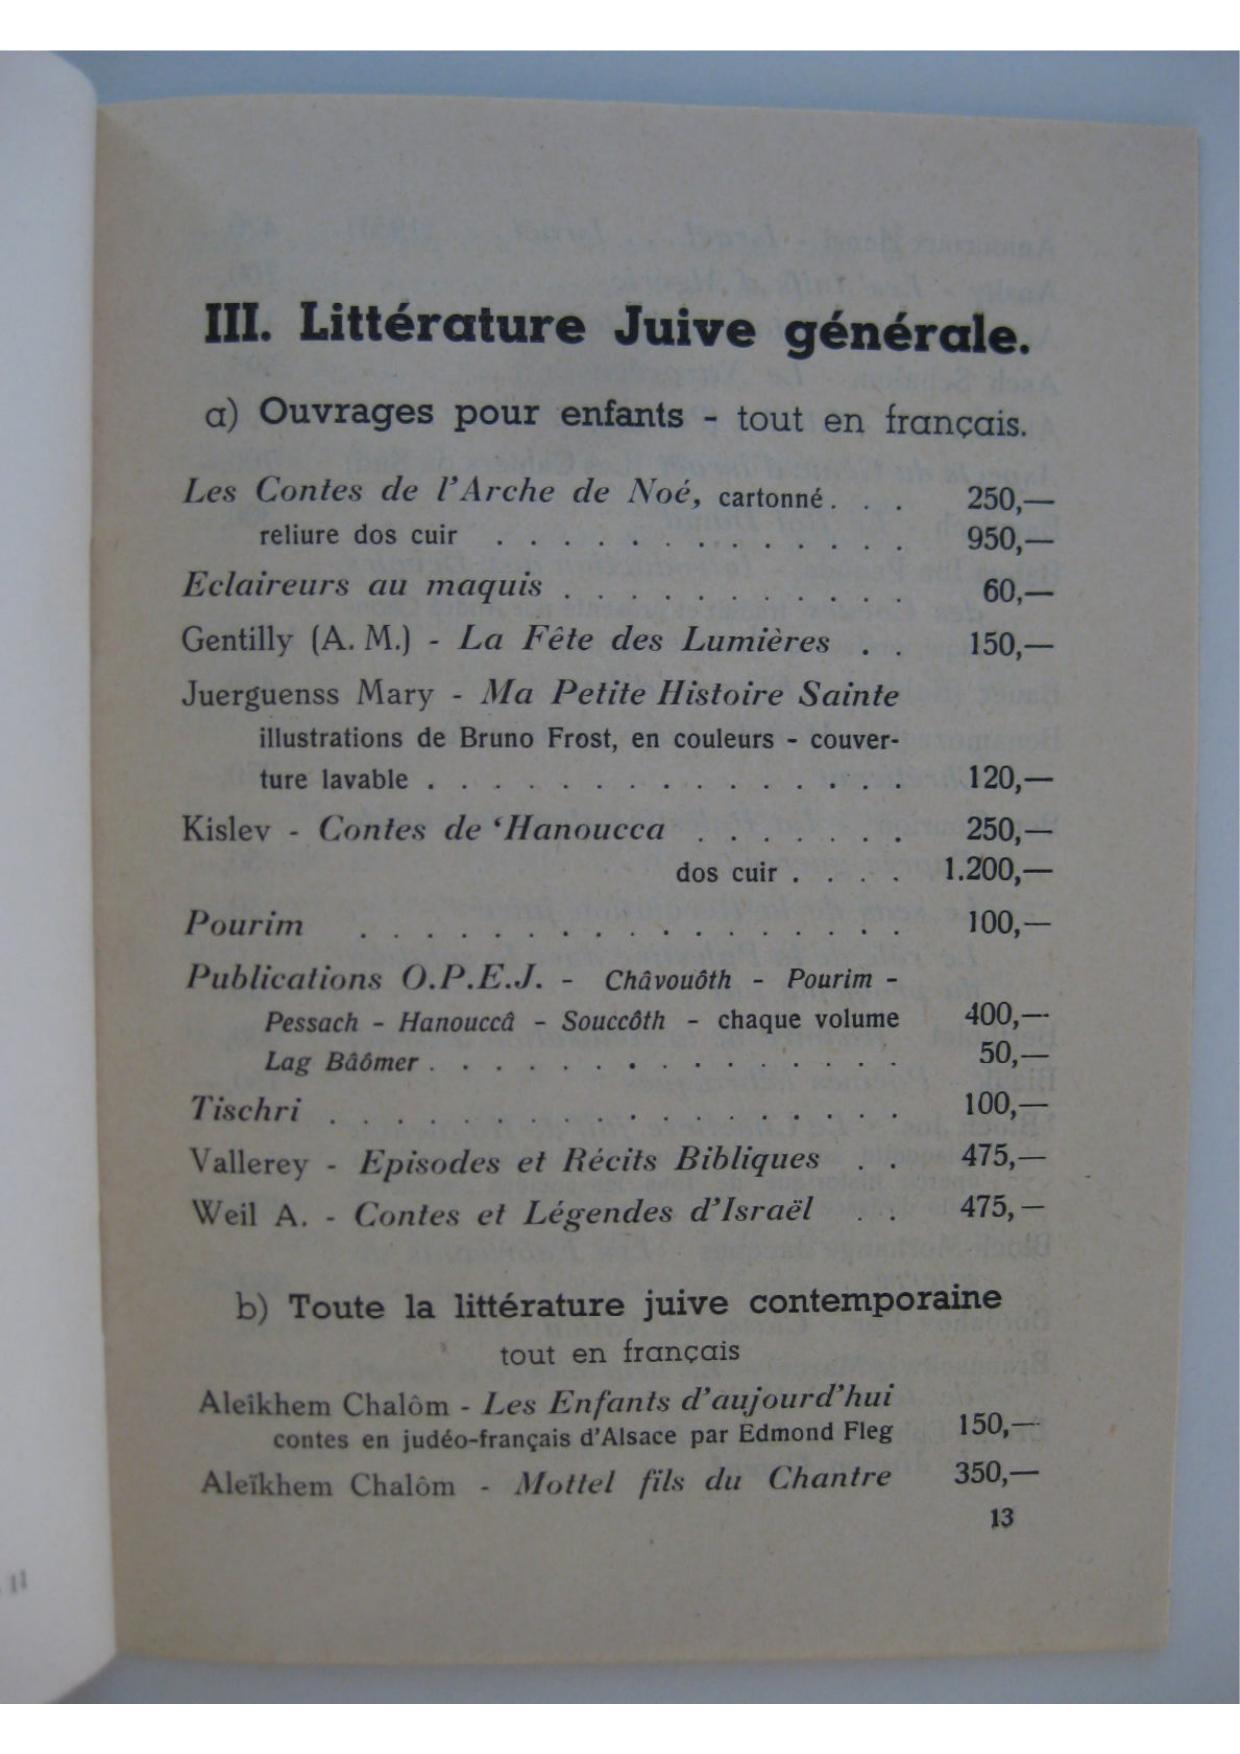 III. Littérature Juive générale.
a) Ouvrages pour enfants - tout en français.
Les Contes de l'Arche de Noé, cartonné. . . 250,—
reliure dos cuir . . . . . . . . . . . . . 950,—
Eclaireurs au maquis . . . . . . . . . . . . 60,—
Gentilly (A. M.) - La Fête des Lumières . . 150,—
Juerguenss Mary - Ma Petite Histoire Sainte
illustrations de Bruno Frost, en couleurs - couver-
ture lavable . . . . . . . . . . . . . . . 120,—
Kislev - Contes de ‘Hanoucca . . . . . . . 250,—
dos cuir . . . . 1.200,—
Pourim . . . . . . . . . . . . . . . . . 100,—
Publications O.P.E.J. - Châvouôth - Pourim -
Pessach - Hanouccâ - Souccôth - chaque volume 400,—
Lag Bâômer . . . . . . . . . . . . . . . 50,—
Tischri . . . . . . . . . . . . . . . . . . 100,—
Vallerey - Episodes et Récits Bibliques . . 475,—
Weil A. - Contes et Légendes d'Israël . . 475,—
b) Toute la littérature juive contemporaine
tout en français
Aleïkhem Chalôm - Les Enfants d'aujourd'hui
contes en judéo-français d'Alsace par Edmond Fleg 150,—
Aleïkhem Chalôm - Mottel fils du Chantre 350,—
13
11